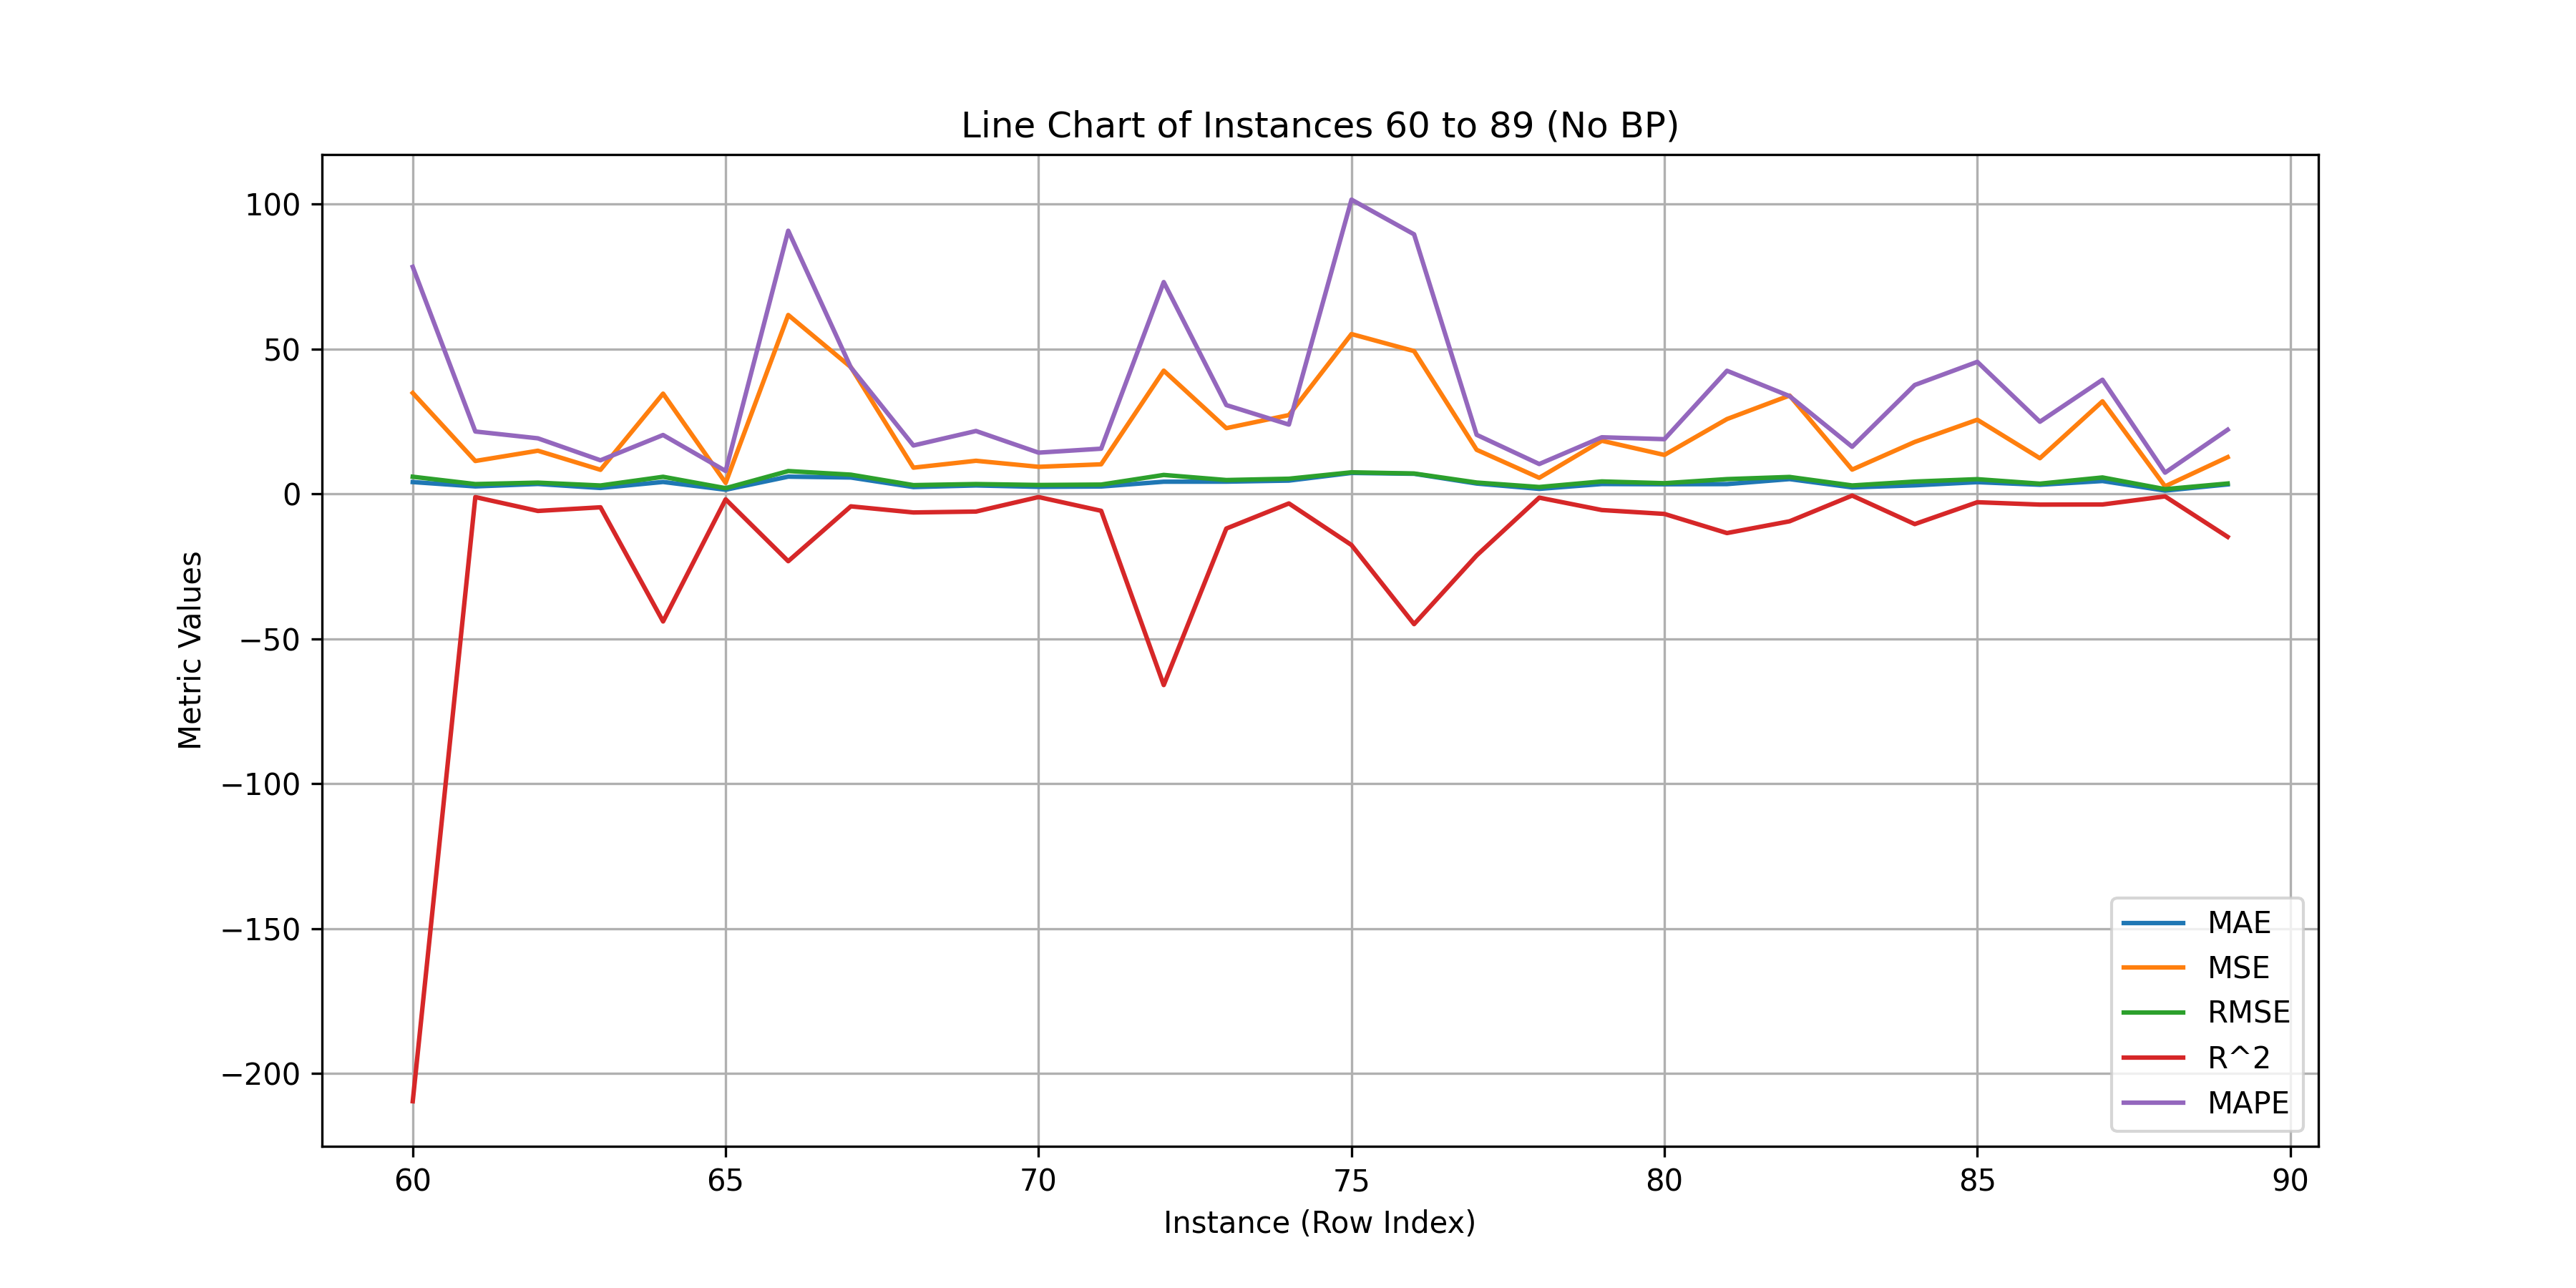 Line Chart of Instances 60 to 89 (No BP)
100
50
0
−50
−100
−150
−200
Metric Values
60 65 70 75 80 85 90
Instance (Row Index)
MAE
MSE
RMSE
R^2
MAPE